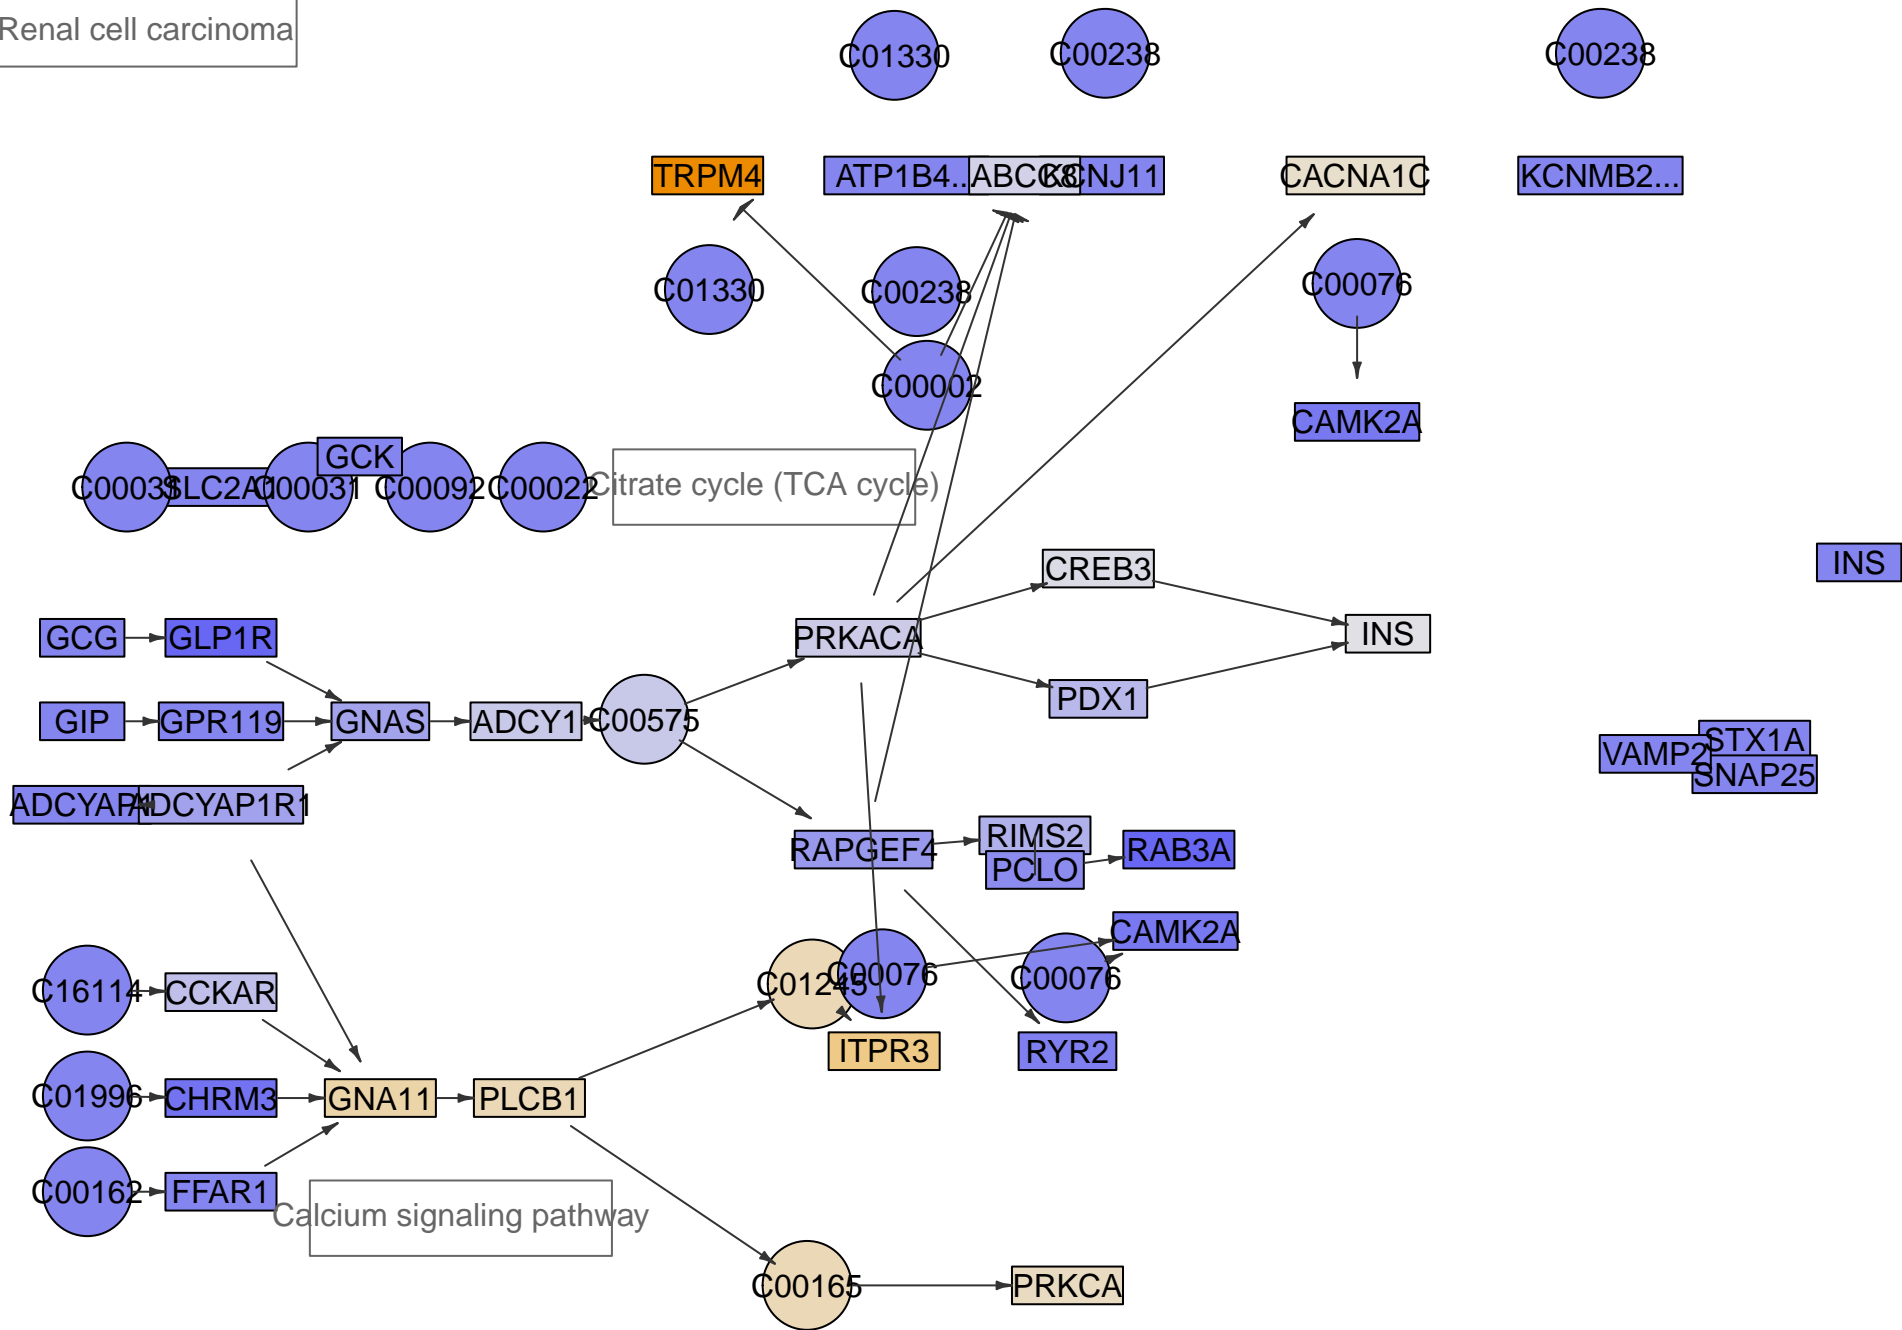 Renal cell carcinoma
C01330
C00238
C00238
TRPM4
ATP1B4...
ABCC8
KCNJ11
CACNA1C
KCNMB2...
C01330
C00238
C00076
C00002
CAMK2A
GCK
C00031
SLC2A1
C00031
C00092
C00022
Citrate cycle (TCA cycle)
CREB3
INS
GCG
GLP1R
PRKACA
INS
PDX1
GIP
GPR119
GNAS
ADCY1
C00575
STX1A
VAMP2
SNAP25
ADCYAP1
ADCYAP1R1
RIMS2
RAPGEF4
RAB3A
PCLO
CAMK2A
C16114
CCKAR
C01245
C00076
C00076
ITPR3
RYR2
C01996
CHRM3
GNA11
PLCB1
C00162
FFAR1
Calcium signaling pathway
C00165
PRKCA